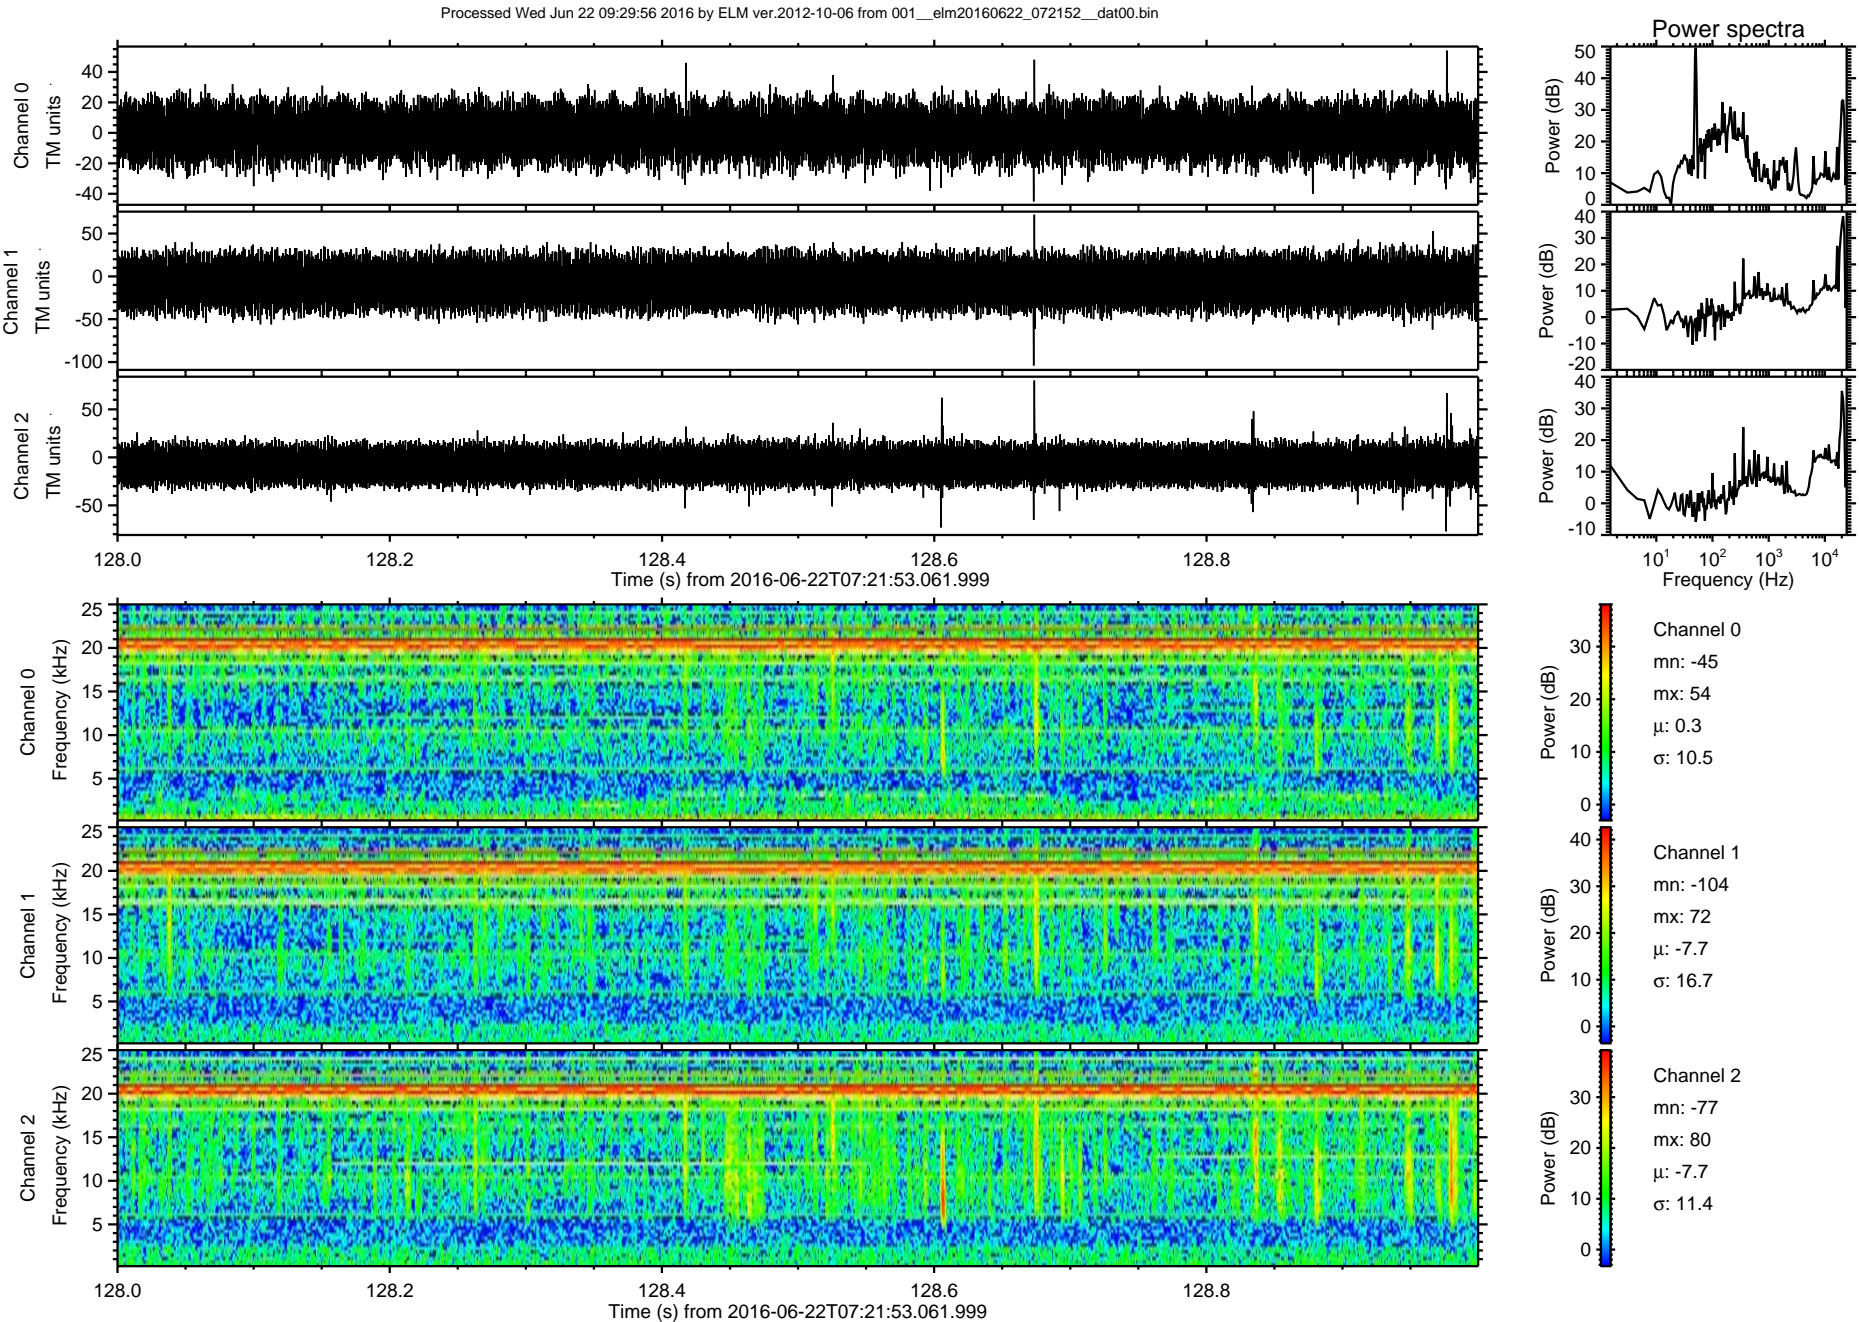 Processed Wed Jun 22 09:29:56 2016 by ELM ver.2012-10-06 from 001__elm20160622_072152__dat00.bin
Power spectra
Channel 0
TM units
40
20
0
-20
-40
Power (dB)
50
40
30
20
10
0
Channel 1
TM units
50
0
-50
-100
Power (dB)
40
30
20
10
0
-10
-20
Channel 2
TM units
50
0
-50
Power (dB)
40
30
20
10
0
-10
128.0 128.2 128.4 128.6 128.8
Time (s) from 2016-06-22T07:21:53.061.999
10^1 10^2 10^3 10^4
Frequency (Hz)
Channel 0
Frequency (kHz)
25
20
15
10
5
Power (dB)
30
20
10
0
Channel 0
mn: -45
mx: 54
μ: 0.3
σ: 10.5
Channel 1
Frequency (kHz)
25
20
15
10
5
Power (dB)
40
30
20
10
0
Channel 1
mn: -104
mx: 72
μ: -7.7
σ: 16.7
Channel 2
Frequency (kHz)
25
20
15
10
5
Power (dB)
30
20
10
0
Channel 2
mn: -77
mx: 80
μ: -7.7
σ: 11.4
128.0 128.2 128.4 128.6 128.8
Time (s) from 2016-06-22T07:21:53.061.999